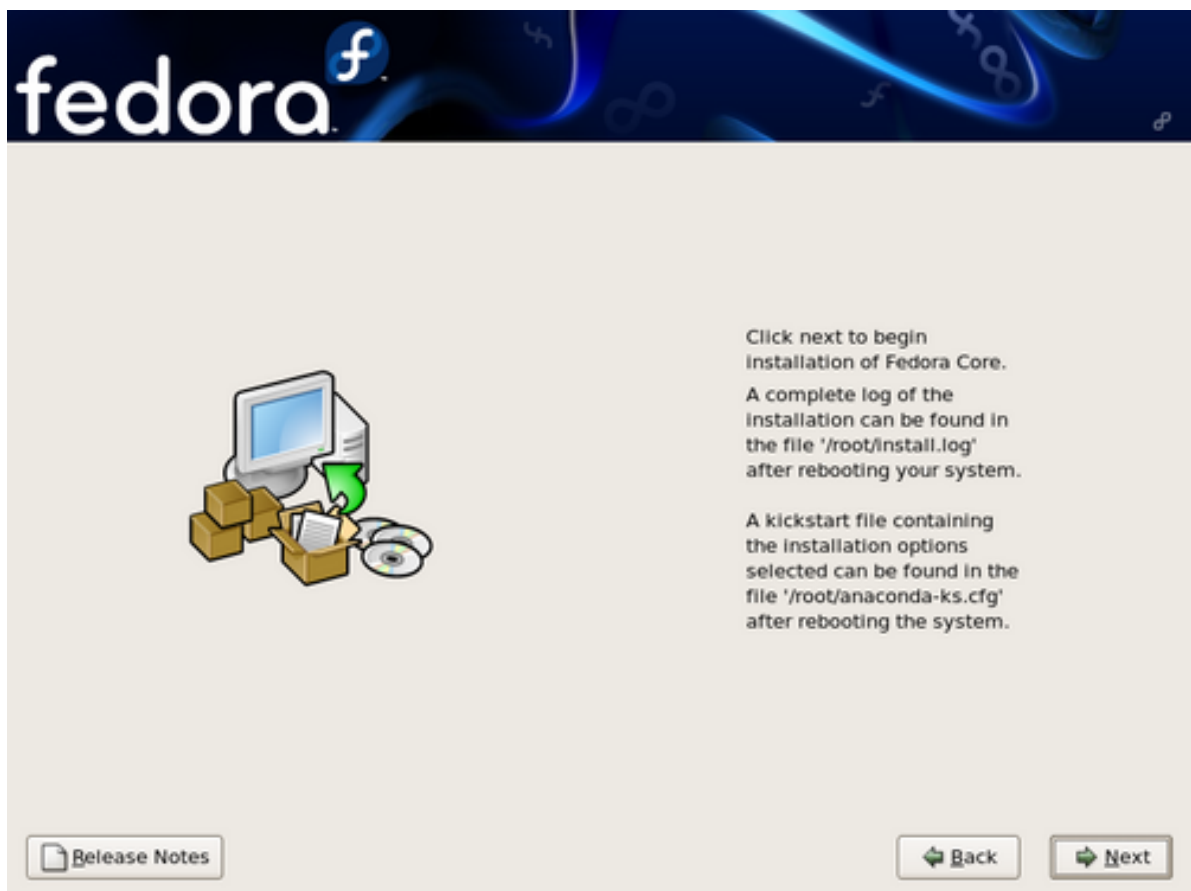 fedora
Click next to begin
installation of Fedora Core.
A complete log of the
installation can be found in
the file '/root/install.log'
after rebooting your system.
A kickstart file containing
the installation options
selected can be found in the
file '/root/anaconda-ks.cfg'
after rebooting the system.
Release Notes
Back
Next